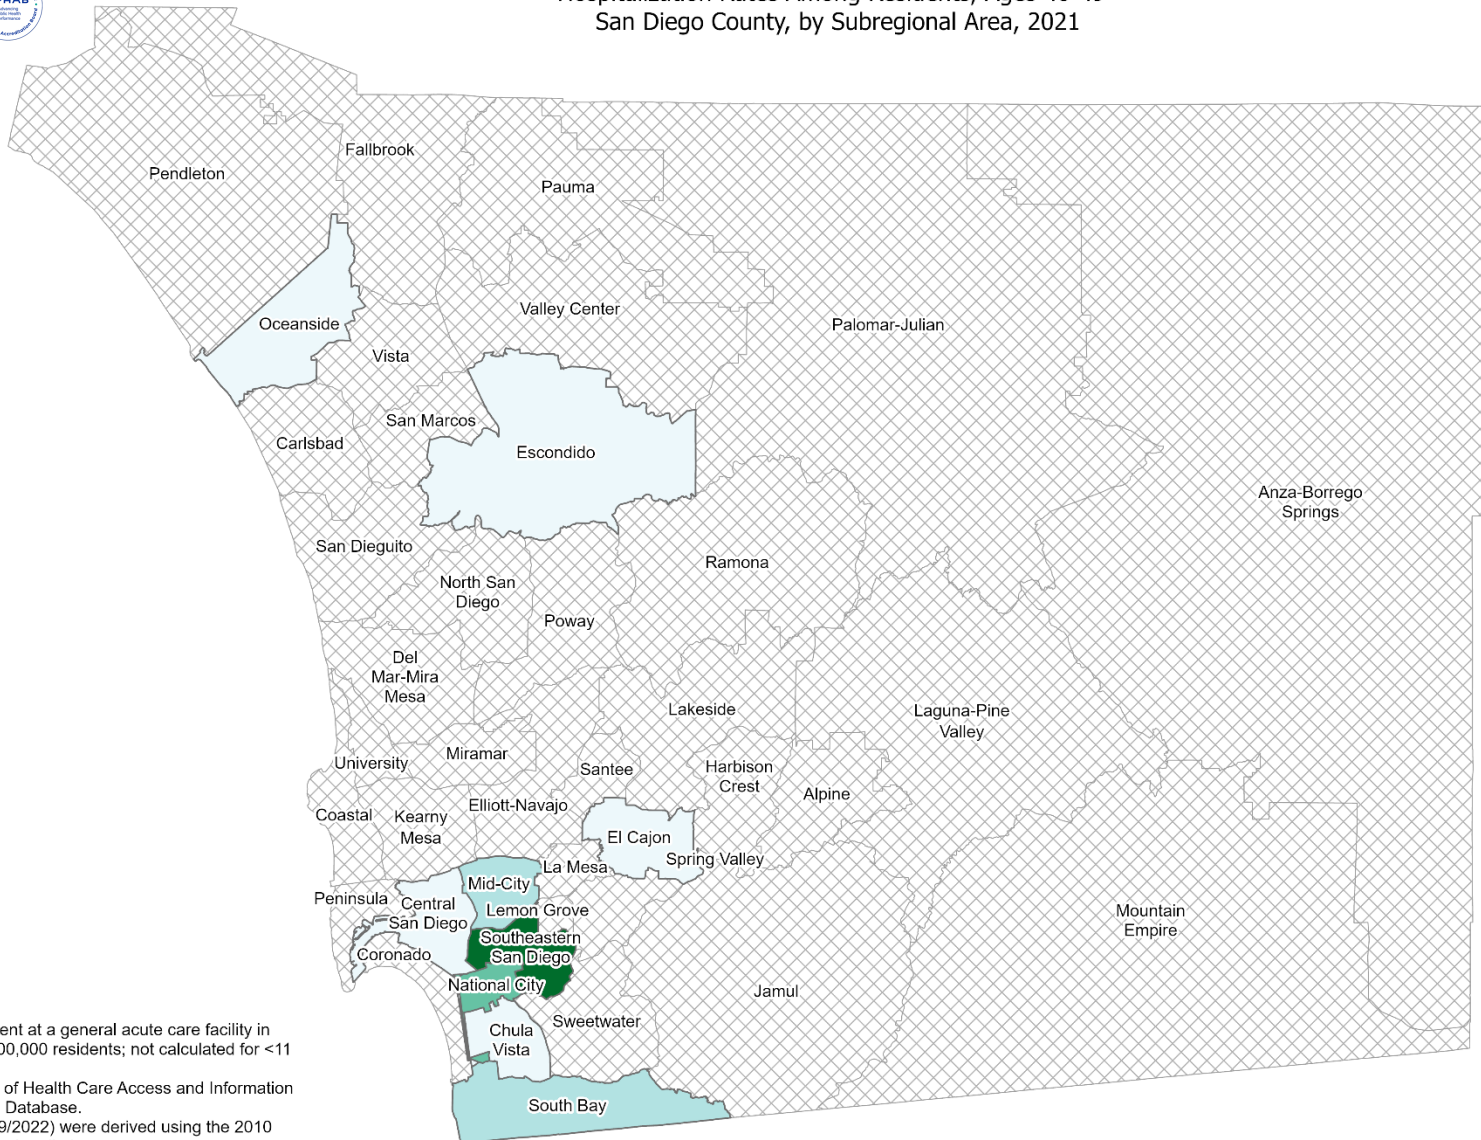 San Diego County, by Subregional Area, 2021
Fallbrook
Pendleton
Pauma
Valley Center
Oceanside
Palomar-Julian
Vista
San Marcos
Carlsbad
Escondido
Anza-Borrego
Springs
San Dieguito
Ramona
North San
Diego
Poway
Del
Mar-Mira
Mesa
Lakeside
Laguna-Pine
Valley
Miramar
University
Santee
Harbison
Crest
Alpine
Elliott-Navajo
Coastal
Kearny
Mesa
El Cajon
Spring Valley
La Mesa
Mid-City
Peninsula
Central
San Diego
Lemon Grove
Mountain
Empire
Southeastern
San Diego
Coronado
National City
Jamul
Sweetwater
Chula
Vista
South Bay
ent at a general acute care facility in
00,000 residents; not calculated for <11
of Health Care Access and Information
Database.
9/2022) were derived using the 2010